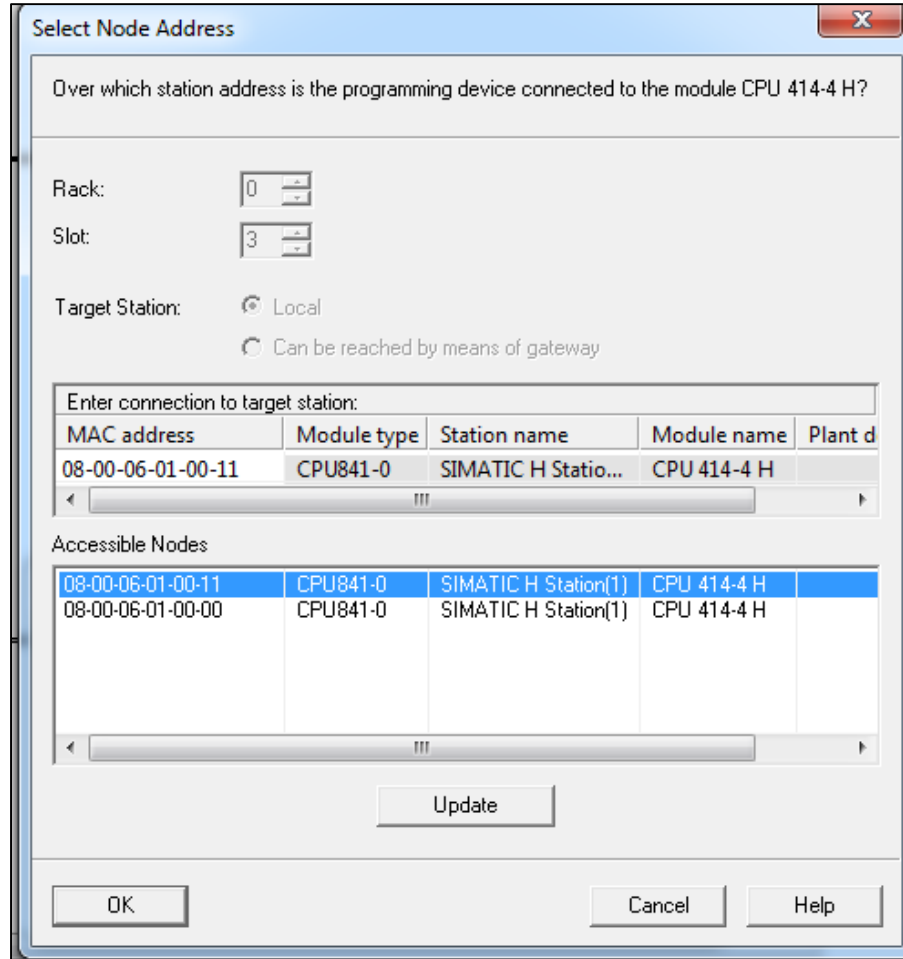 Select Node Address
Over which station address is the programming device connected to the module CPU 414-4 H?
Rack: 0
Slot: 3
Target Station: Local
Can be reached by means of gateway
Enter connection to target station:
MAC address Module type Station name Module name Plant d
08-00-06-01-00-11 CPU841-0 SIMATIC H Statio... CPU 414-4 H
Accessible Nodes
08-00-06-01-00-11 CPU841-0 SIMATIC H Station(1) CPU 414-4 H
08-00-06-01-00-00 CPU841-0 SIMATIC H Station(1) CPU 414-4 H
Update
OK Cancel Help